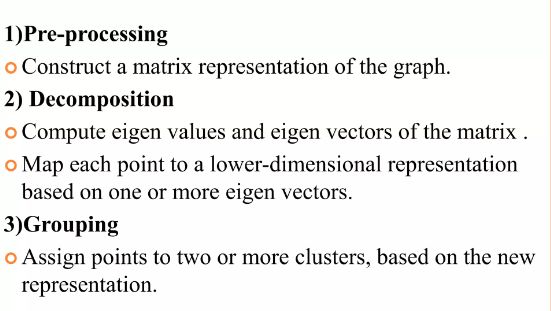 1)Pre-processing
Construct a matrix representation of the graph.
2) Decomposition
Compute eigen values and eigen vectors of the matrix .
Map each point to a lower-dimensional representation
based on one or more eigen vectors.
3)Grouping
Assign points to two or more clusters, based on the new
representation.